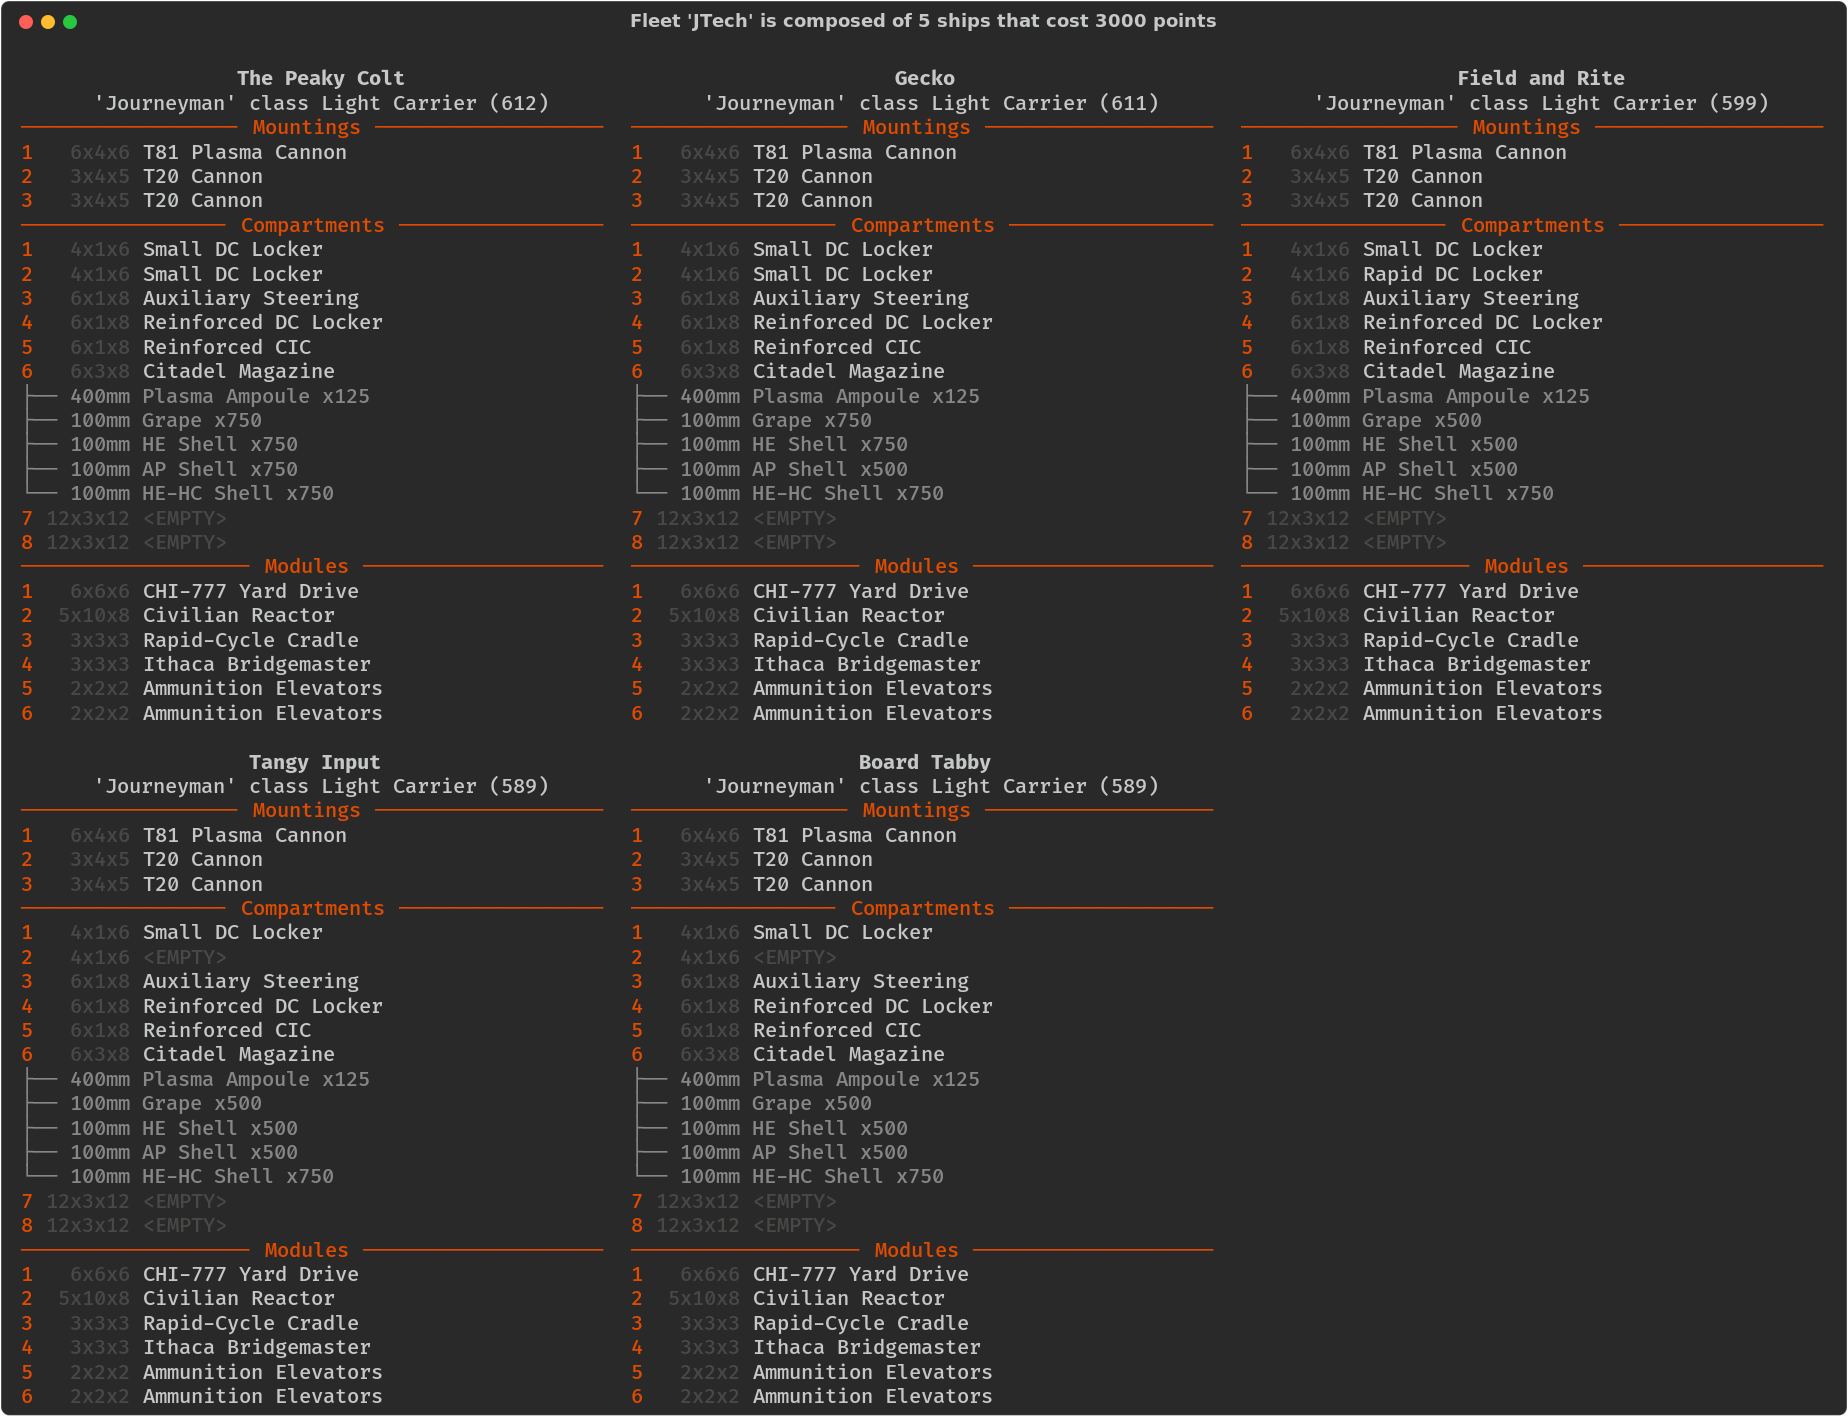 Fleet 'JTech' is composed of 5 ships that cost 3000 points
The Peaky Colt
'Journeyman' class Light Carrier (612)
Mountings
1 6x4x6 T81 Plasma Cannon
2 3x4x5 T20 Cannon
3 3x4x5 T20 Cannon
Compartments
1 4x1x6 Small DC Locker
2 4x1x6 Small DC Locker
3 6x1x8 Auxiliary Steering
4 6x1x8 Reinforced DC Locker
5 6x1x8 Reinforced CIC
6 6x3x8 Citadel Magazine
├── 400mm Plasma Ampoule x125
├── 100mm Grape x750
├── 100mm HE Shell x750
├── 100mm AP Shell x750
└── 100mm HE-HC Shell x750
7 12x3x12 <EMPTY>
8 12x3x12 <EMPTY>
Modules
1 6x6x6 CHI-777 Yard Drive
2 5x10x8 Civilian Reactor
3 3x3x3 Rapid-Cycle Cradle
4 3x3x3 Ithaca Bridgemaster
5 2x2x2 Ammunition Elevators
6 2x2x2 Ammunition Elevators
Gecko
'Journeyman' class Light Carrier (611)
Mountings
1 6x4x6 T81 Plasma Cannon
2 3x4x5 T20 Cannon
3 3x4x5 T20 Cannon
Compartments
1 4x1x6 Small DC Locker
2 4x1x6 Small DC Locker
3 6x1x8 Auxiliary Steering
4 6x1x8 Reinforced DC Locker
5 6x1x8 Reinforced CIC
6 6x3x8 Citadel Magazine
├── 400mm Plasma Ampoule x125
├── 100mm Grape x750
├── 100mm HE Shell x750
├── 100mm AP Shell x500
└── 100mm HE-HC Shell x750
7 12x3x12 <EMPTY>
8 12x3x12 <EMPTY>
Modules
1 6x6x6 CHI-777 Yard Drive
2 5x10x8 Civilian Reactor
3 3x3x3 Rapid-Cycle Cradle
4 3x3x3 Ithaca Bridgemaster
5 2x2x2 Ammunition Elevators
6 2x2x2 Ammunition Elevators
Field and Rite
'Journeyman' class Light Carrier (599)
Mountings
1 6x4x6 T81 Plasma Cannon
2 3x4x5 T20 Cannon
3 3x4x5 T20 Cannon
Compartments
1 4x1x6 Small DC Locker
2 4x1x6 Rapid DC Locker
3 6x1x8 Auxiliary Steering
4 6x1x8 Reinforced DC Locker
5 6x1x8 Reinforced CIC
6 6x3x8 Citadel Magazine
├── 400mm Plasma Ampoule x125
├── 100mm Grape x500
├── 100mm HE Shell x500
├── 100mm AP Shell x500
└── 100mm HE-HC Shell x750
7 12x3x12 <EMPTY>
8 12x3x12 <EMPTY>
Modules
1 6x6x6 CHI-777 Yard Drive
2 5x10x8 Civilian Reactor
3 3x3x3 Rapid-Cycle Cradle
4 3x3x3 Ithaca Bridgemaster
5 2x2x2 Ammunition Elevators
6 2x2x2 Ammunition Elevators
Tangy Input
'Journeyman' class Light Carrier (589)
Mountings
1 6x4x6 T81 Plasma Cannon
2 3x4x5 T20 Cannon
3 3x4x5 T20 Cannon
Compartments
1 4x1x6 Small DC Locker
2 4x1x6 <EMPTY>
3 6x1x8 Auxiliary Steering
4 6x1x8 Reinforced DC Locker
5 6x1x8 Reinforced CIC
6 6x3x8 Citadel Magazine
├── 400mm Plasma Ampoule x125
├── 100mm Grape x500
├── 100mm HE Shell x500
├── 100mm AP Shell x500
└── 100mm HE-HC Shell x750
7 12x3x12 <EMPTY>
8 12x3x12 <EMPTY>
Modules
1 6x6x6 CHI-777 Yard Drive
2 5x10x8 Civilian Reactor
3 3x3x3 Rapid-Cycle Cradle
4 3x3x3 Ithaca Bridgemaster
5 2x2x2 Ammunition Elevators
6 2x2x2 Ammunition Elevators
Board Tabby
'Journeyman' class Light Carrier (589)
Mountings
1 6x4x6 T81 Plasma Cannon
2 3x4x5 T20 Cannon
3 3x4x5 T20 Cannon
Compartments
1 4x1x6 Small DC Locker
2 4x1x6 <EMPTY>
3 6x1x8 Auxiliary Steering
4 6x1x8 Reinforced DC Locker
5 6x1x8 Reinforced CIC
6 6x3x8 Citadel Magazine
├── 400mm Plasma Ampoule x125
├── 100mm Grape x500
├── 100mm HE Shell x500
├── 100mm AP Shell x500
└── 100mm HE-HC Shell x750
7 12x3x12 <EMPTY>
8 12x3x12 <EMPTY>
Modules
1 6x6x6 CHI-777 Yard Drive
2 5x10x8 Civilian Reactor
3 3x3x3 Rapid-Cycle Cradle
4 3x3x3 Ithaca Bridgemaster
5 2x2x2 Ammunition Elevators
6 2x2x2 Ammunition Elevators